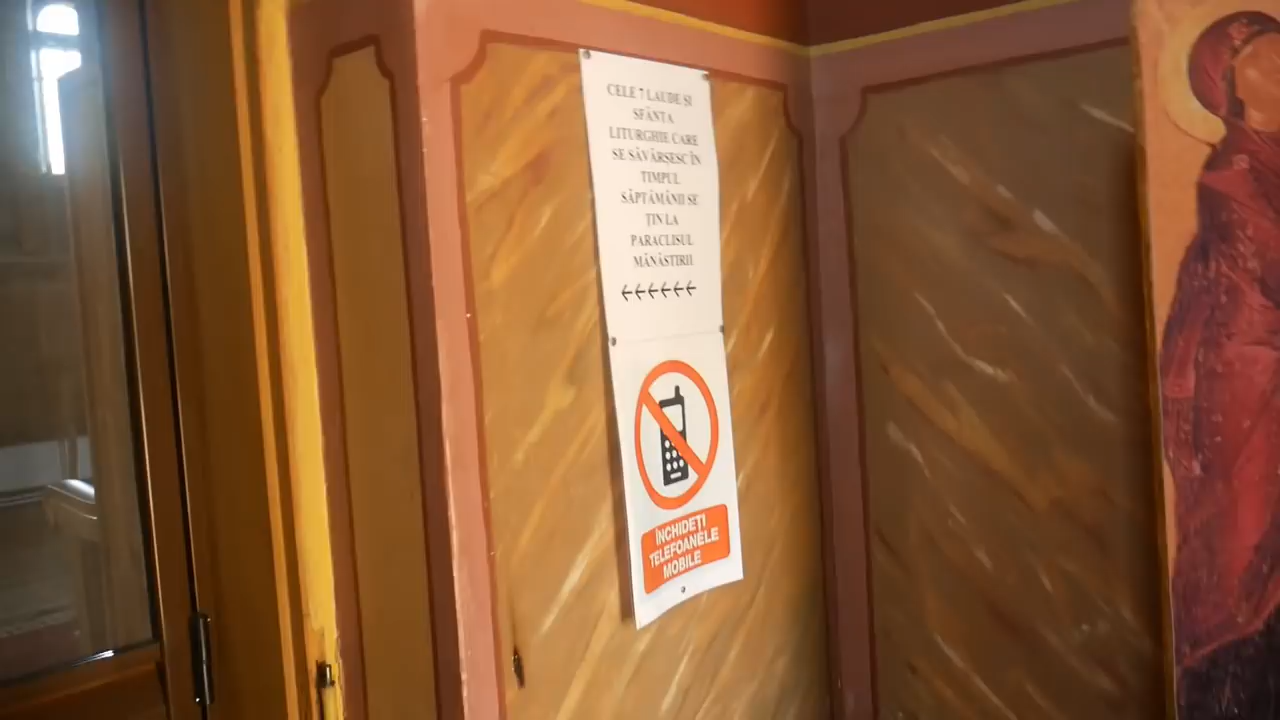 CELE 7 LAUDE ȘI
SFÂNTA
LITURGHIE CARE
SE SĂVÂRȘESC ÎN
TIMPUL
SĂPTĂMÂNII SE
ȚIN LA
PARACLISUL
MĂNĂSTIRII
←←←←←←
ÎNCHIDEȚI
TELEFOANELE
MOBILE